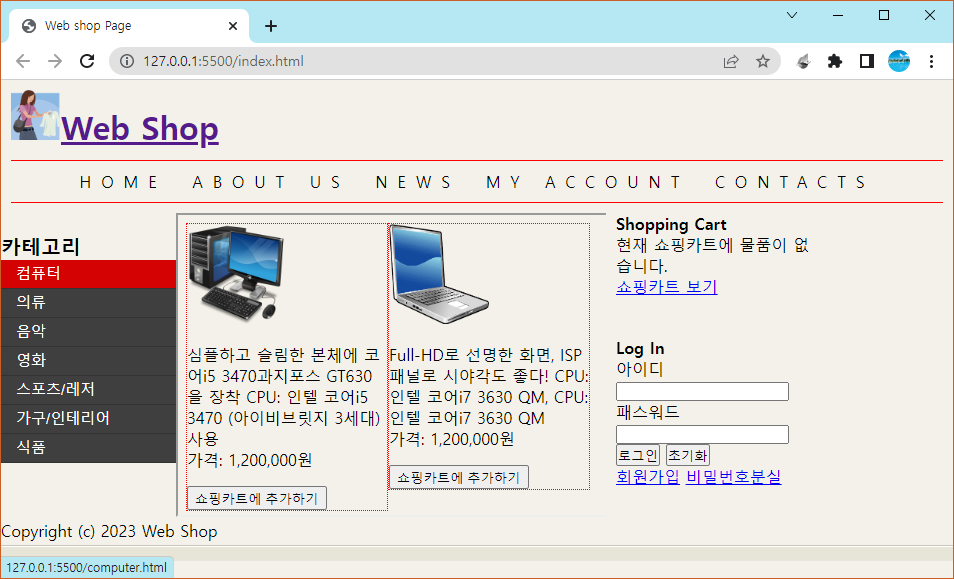 Web shop Page
127.0.0.1:5500/index.html
Web Shop
HOME ABOUT US NEWS MY ACCOUNT CONTACTS
카테고리
컴퓨터
의류
음악
영화
스포츠/레저
가구/인테리어
식품
심플하고 슬림한 본체에 코
어i5 3470과지포스 GT630
을 장착 CPU: 인텔 코어i5
3470 (아이비브릿지 3세대)
사용
가격: 1,200,000원
쇼핑카트에 추가하기
Full-HD로 선명한 화면, ISP
패널로 시야각도 좋다! CPU:
인텔 코어i7 3630 QM, CPU:
인텔 코어i7 3630 QM
가격: 1,200,000원
쇼핑카트에 추가하기
Shopping Cart
현재 쇼핑카트에 물품이 없
습니다.
쇼핑카트 보기
Log In
아이디
패스워드
로그인 초기화
회원가입 비밀번호분실
Copyright (c) 2023 Web Shop
127.0.0.1:5500/computer.html